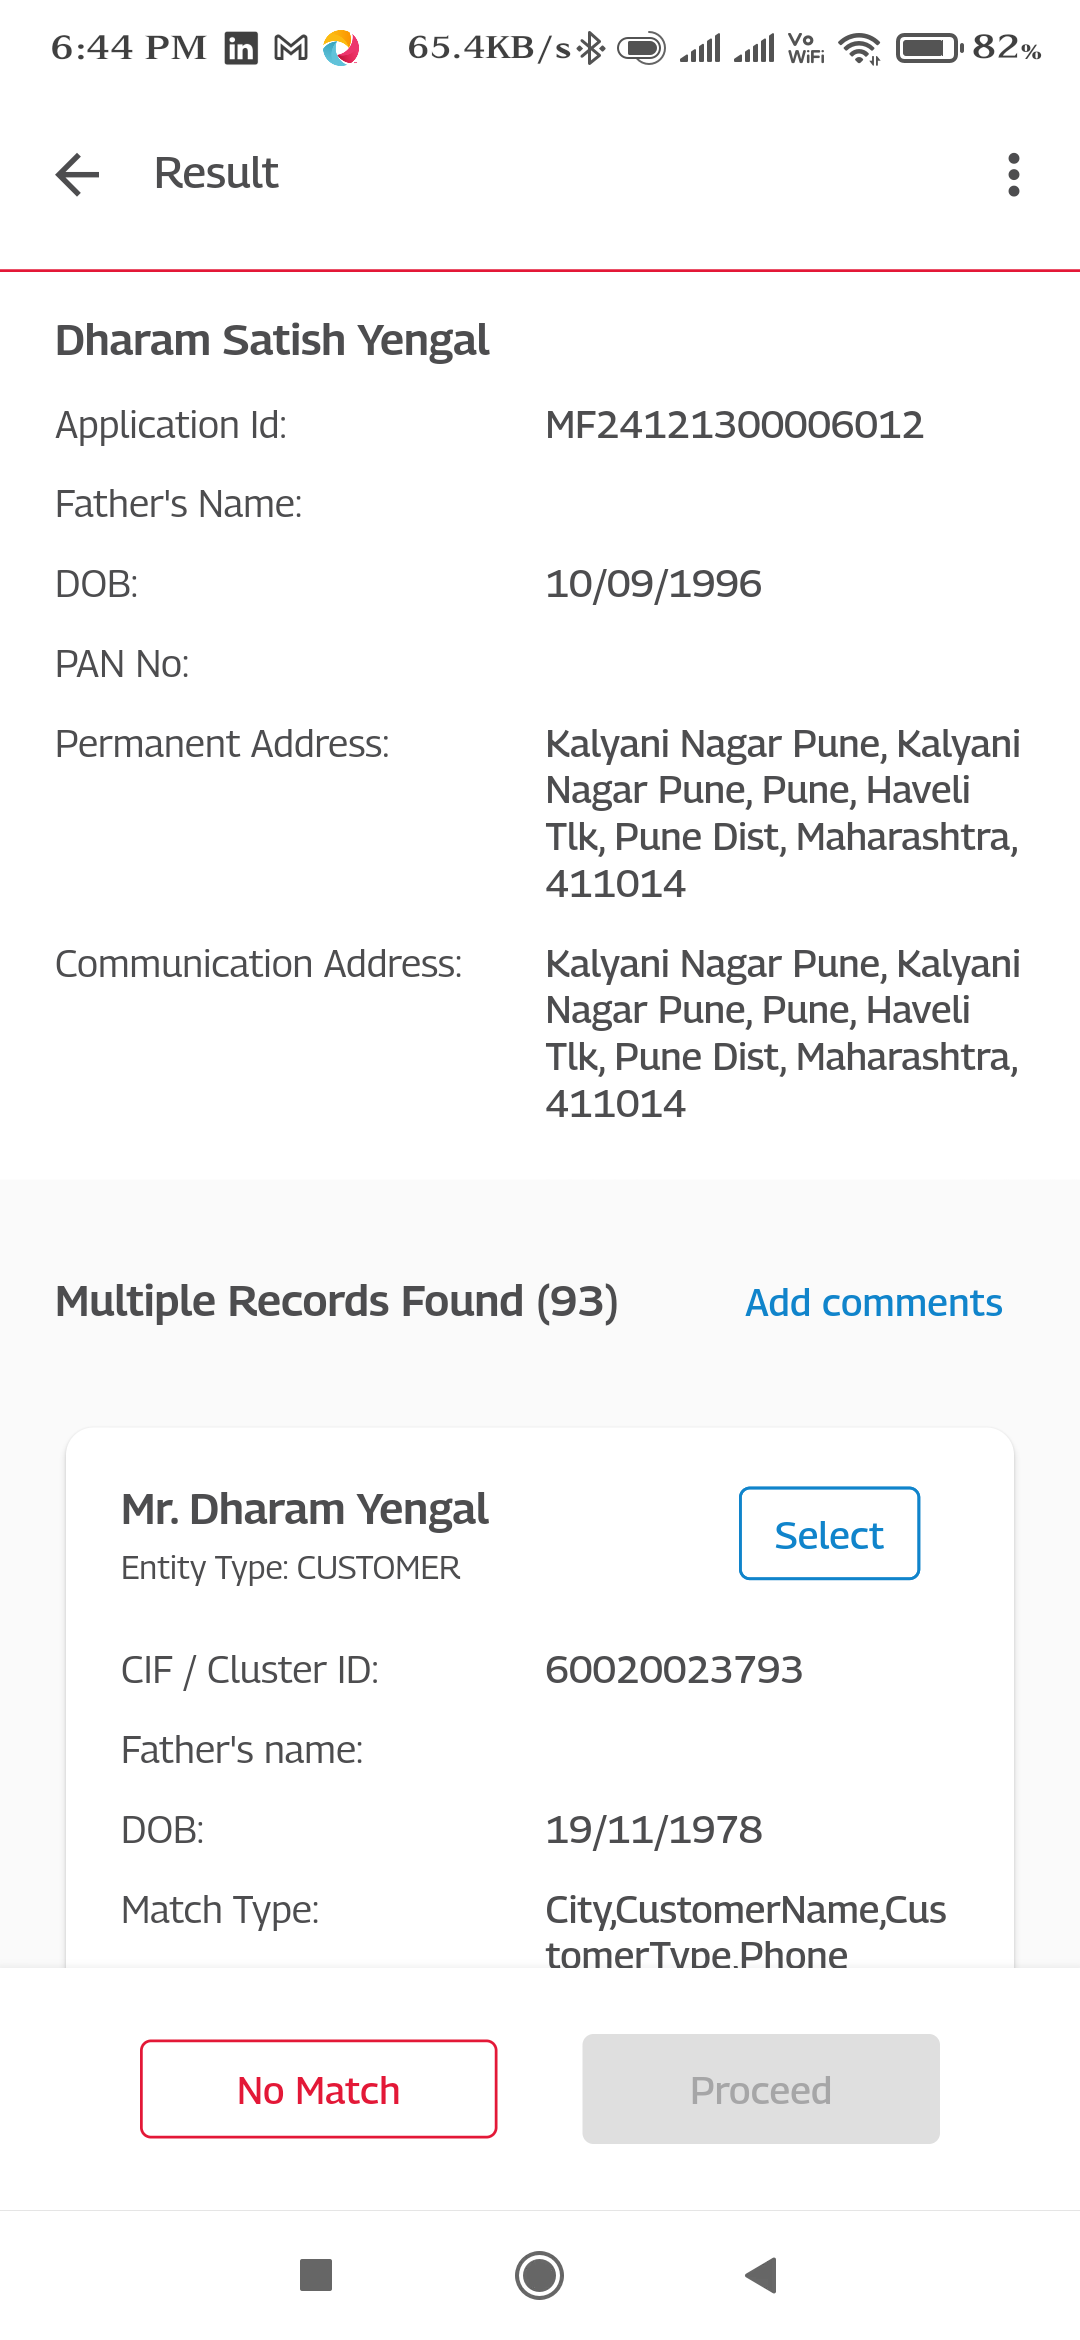 6:44 PM in 65.4KB/s Vo WiFi 82%
Result
Dharam Satish Yengal
Application Id: MF24121300006012
Father's Name:
DOB: 10/09/1996
PAN No:
Permanent Address: Kalyani Nagar Pune, Kalyani
Nagar Pune, Pune, Haveli
Tlk, Pune Dist, Maharashtra,
411014
Communication Address: Kalyani Nagar Pune, Kalyani
Nagar Pune, Pune, Haveli
Tlk, Pune Dist, Maharashtra,
411014
Multiple Records Found (93) Add comments
Mr. Dharam Yengal
Select
Entity Type: CUSTOMER
CIF / Cluster ID: 60020023793
Father's name:
DOB: 19/11/1978
Match Type: City,CustomerName,Cus
tomerType,Phone
No Match Proceed